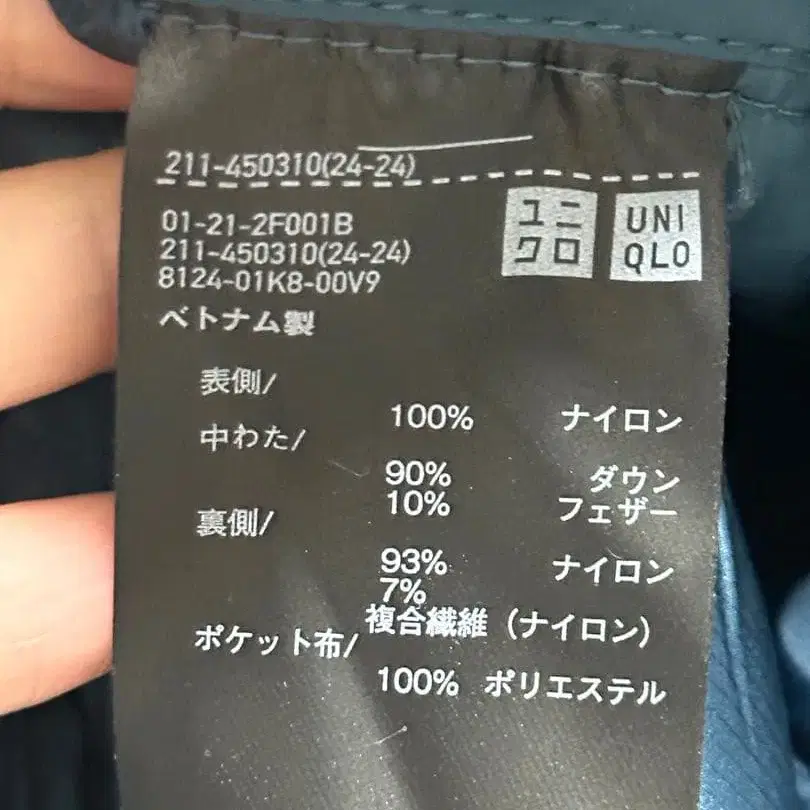 211-450310(24-24)
ユニ
クロ
UNI
QLO
01-21-2F001B
211-450310(24-24)
8124-01K8-00V9
ベトナム製
表側/
100% ナイロン
中わた/
90% ダウン
10% フェザー
裏側/
93% ナイロン
7%
複合繊維（ナイロン）
ポケット布/
100% ポリエステル